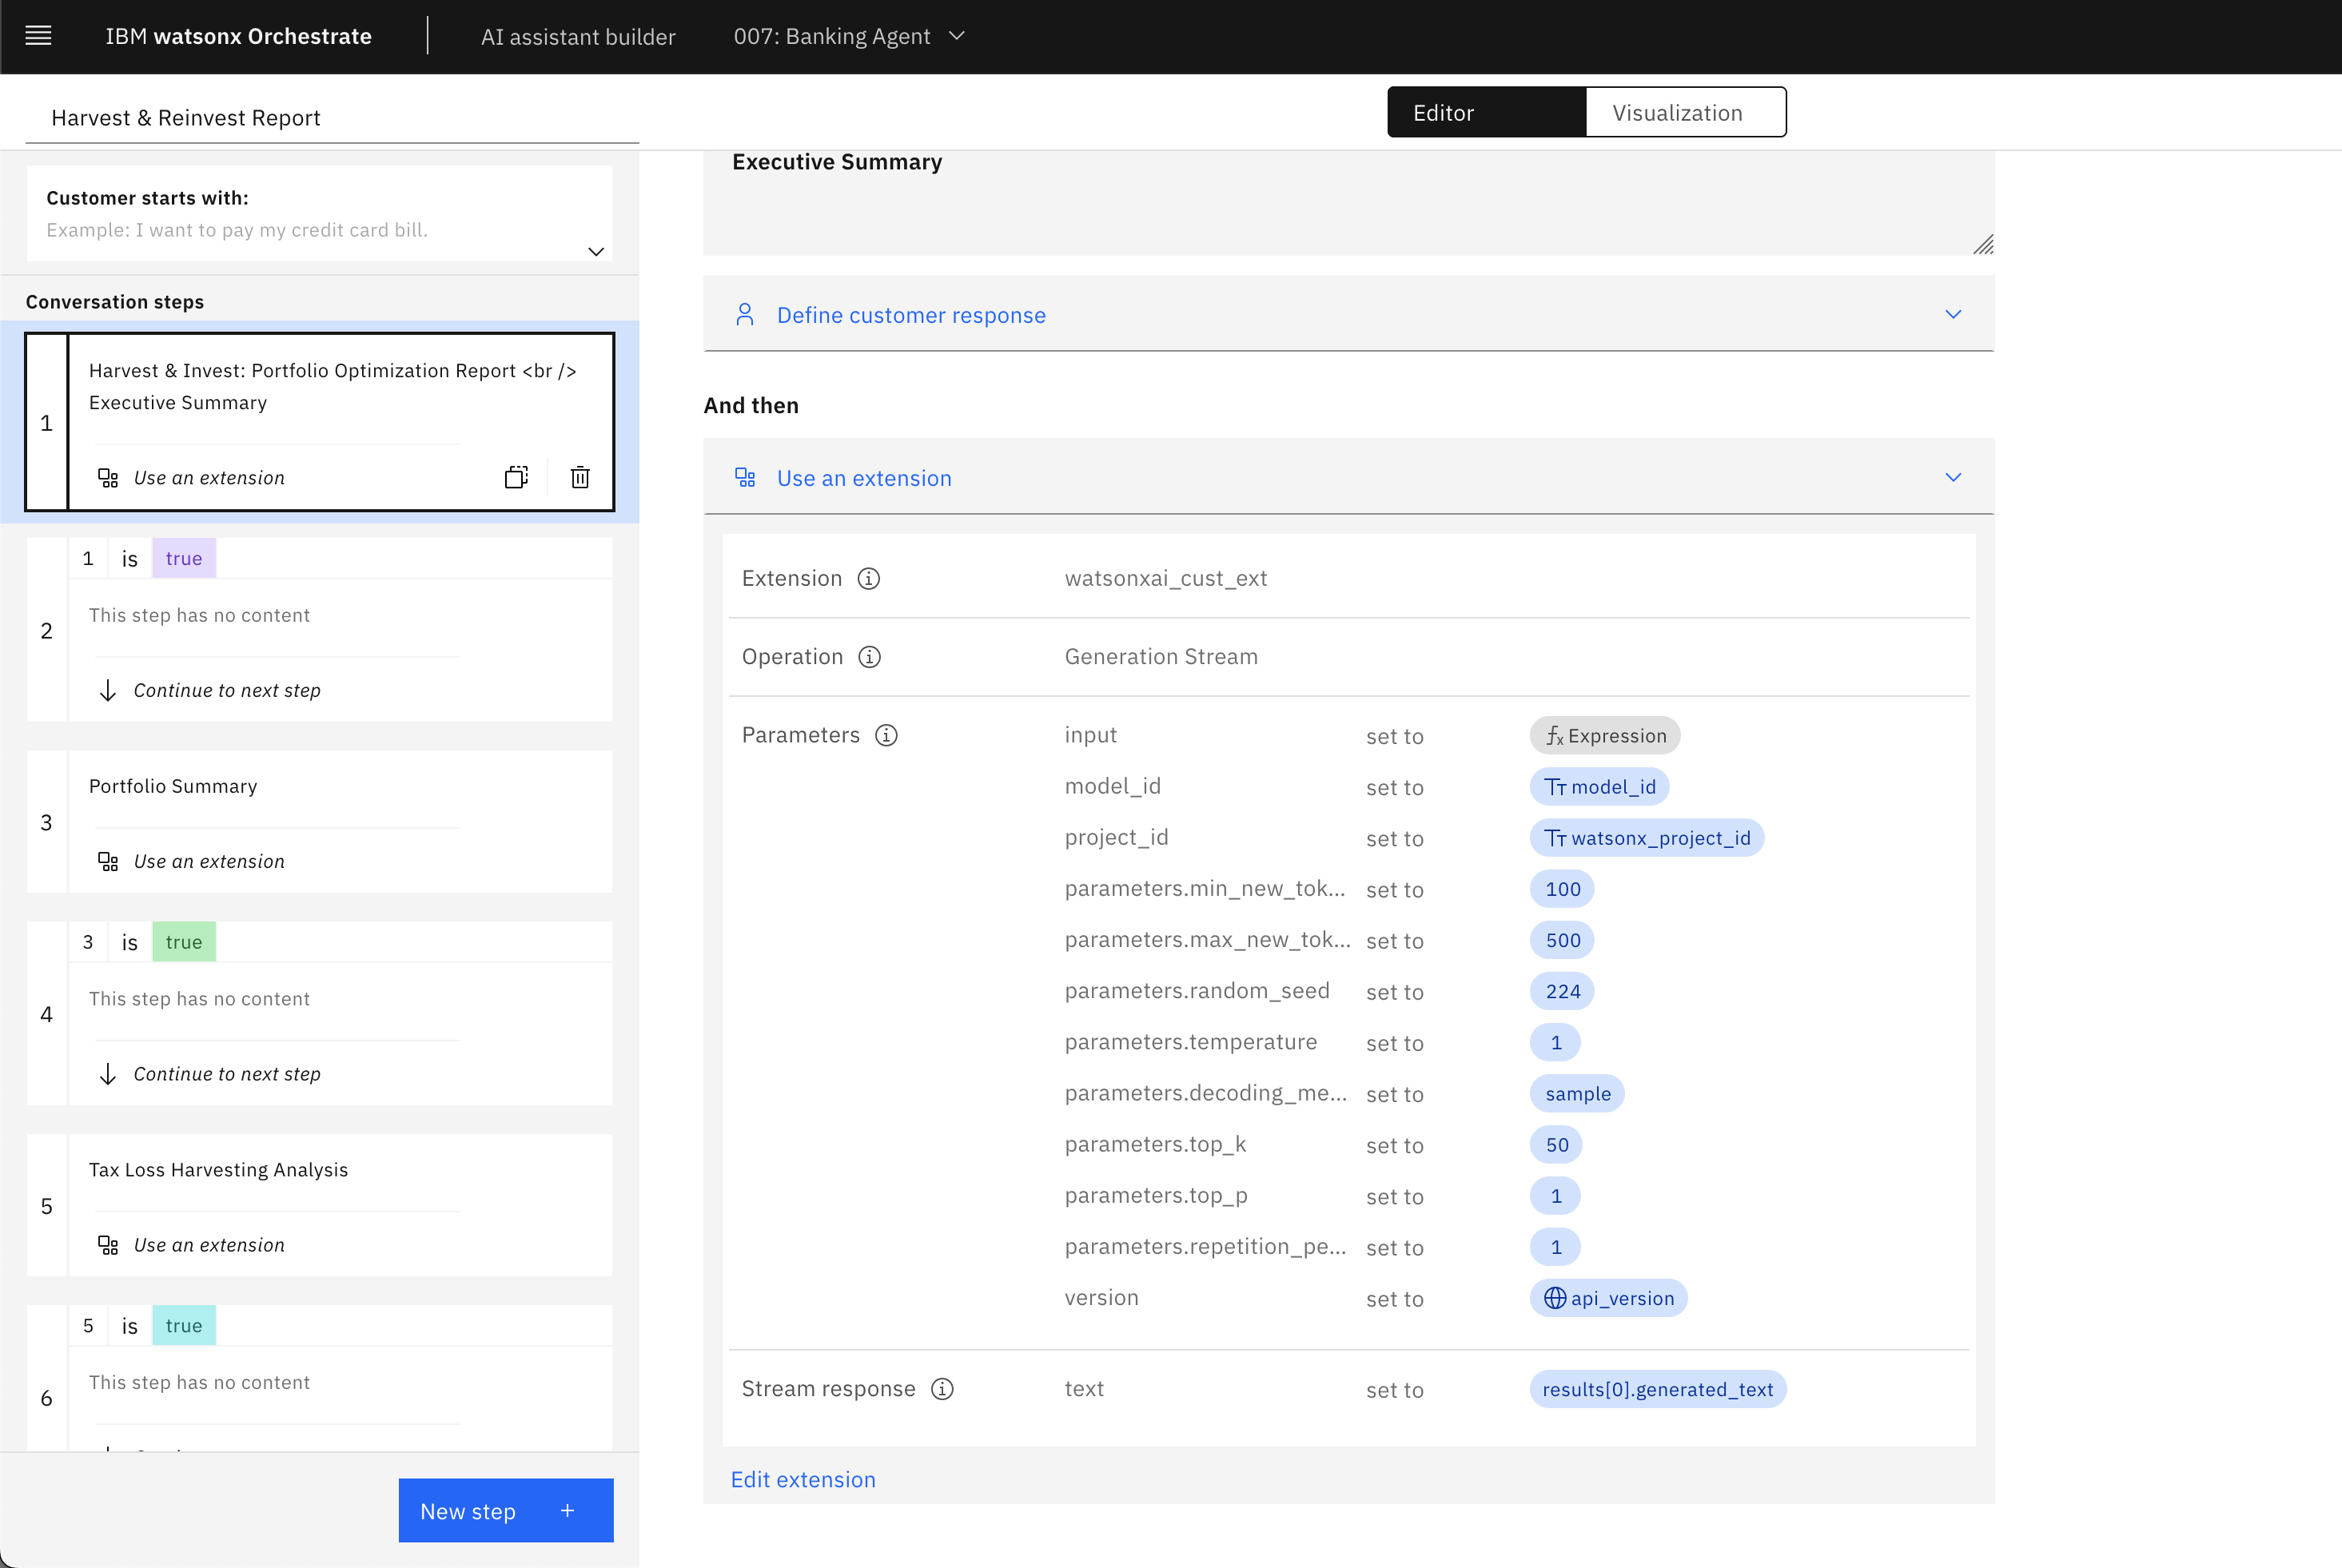 IBM watsonx Orchestrate
AI assistant builder
007: Banking Agent
Harvest & Reinvest Report
Editor
Visualization
Customer starts with:
Example: I want to pay my credit card bill.
Conversation steps
1
Harvest & Invest: Portfolio Optimization Report <br />
Executive Summary
Use an extension
1 is true
2
This step has no content
Continue to next step
3
Portfolio Summary
Use an extension
3 is true
4
This step has no content
Continue to next step
5
Tax Loss Harvesting Analysis
Use an extension
5 is true
6
This step has no content
New step +
Executive Summary
Define customer response
And then
Use an extension
Extension watsonxai_cust_ext
Operation Generation Stream
Parameters input set to fx Expression
model_id set to model_id
project_id set to watsonx_project_id
parameters.min_new_tok... set to 100
parameters.max_new_tok... set to 500
parameters.random_seed set to 224
parameters.temperature set to 1
parameters.decoding_me... set to sample
parameters.top_k set to 50
parameters.top_p set to 1
parameters.repetition_pe... set to 1
version set to api_version
Stream response text set to results[0].generated_text
Edit extension